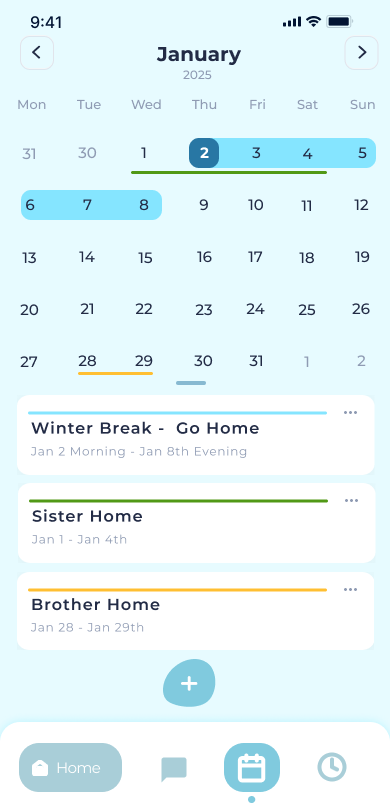 9:41
January
2025
Mon Tue Wed Thu Fri Sat Sun
31 30 1 2 3 4 5
6 7 8 9 10 11 12
13 14 15 16 17 18 19
20 21 22 23 24 25 26
27 28 29 30 31 1 2
Winter Break - Go Home
Jan 2 Morning - Jan 8th Evening
Sister Home
Jan 1 - Jan 4th
Brother Home
Jan 28 - Jan 29th
+
Home